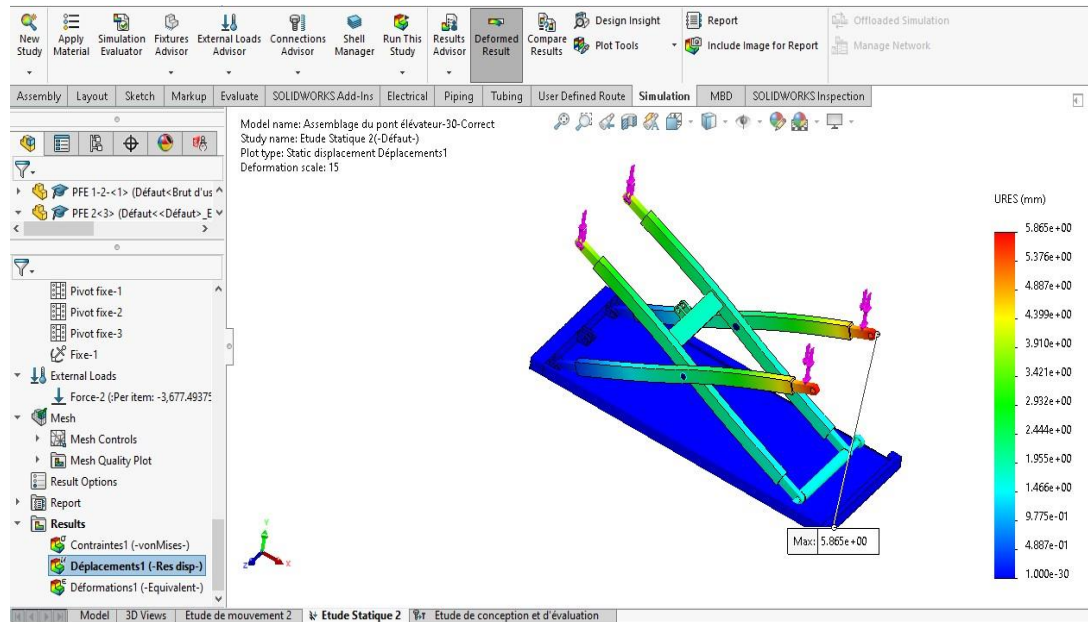 New Study
Apply Material
Simulation Evaluator
Fixtures Advisor
External Loads Advisor
Connections Advisor
Shell Manager
Run This Study
Results Advisor
Deformed Result
Compare Results
Design Insight
Plot Tools
Report
Include Image for Report
Offloaded Simulation
Manage Network
Assembly Layout Sketch Markup Evaluate SOLIDWORKS Add-Ins Electrical Piping Tubing User Defined Route Simulation MBD SOLIDWORKS Inspection
Model name: Assemblage du pont élévateur-30-Correct
Study name: Etude Statique 2(-Défaut-)
Plot type: Static displacement Déplacements1
Deformation scale: 15
PFE 1-2-<1> (Défaut<Brut d'us
PFE 2<3> (Défaut<<Défaut>_E
Pivot fixe-1
Pivot fixe-2
Pivot fixe-3
Fixe-1
External Loads
Force-2 (:Per item: -3,677.49375
Mesh
Mesh Controls
Mesh Quality Plot
Result Options
Report
Results
Contraintes1 (-vonMises-)
Déplacements1 (-Res disp-)
Déformations1 (-Equivalent-)
URES (mm)
5.865e+00
5.376e+00
4.887e+00
4.399e+00
3.910e+00
3.421e+00
2.932e+00
2.444e+00
1.955e+00
1.466e+00
9.775e-01
4.887e-01
1.000e-30
Max: 5.865e+00
Y
X
Z
Model 3D Views Etude de mouvement 2 Etude Statique 2 Etude de conception et d'évaluation